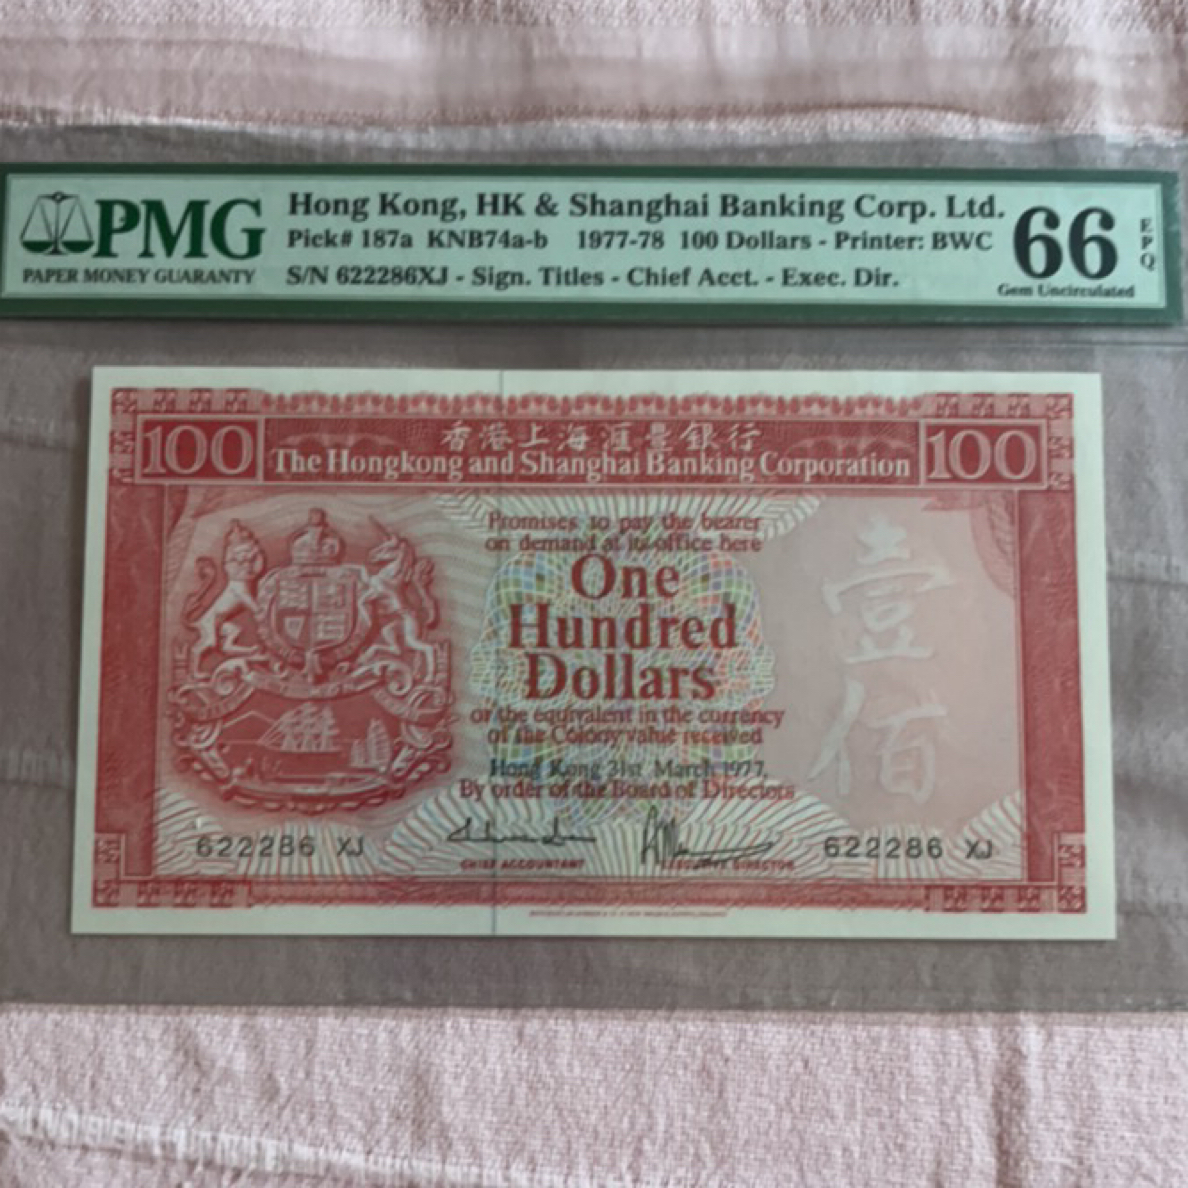 PMG
PAPER MONEY GUARANTY
Hong Kong, HK & Shanghai Banking Corp. Ltd.
Pick# 187a KNB74a-b 1977-78 100 Dollars - Printer: BWC
S/N 622286XJ - Sign. Titles - Chief Acct. - Exec. Dir.
66
EPQ
Gem Uncirculated
100
香港上海滙豐銀行
The Hongkong and Shanghai Banking Corporation
100
Promises to pay the bearer
on demand at its office here
One
Hundred
Dollars
or the equivalent in the currency
of the Colony value received
Hong Kong 31st March 1977,
By order of the Board of Directors
壹佰
622286 XJ
CHIEF ACCOUNTANT
EXECUTIVE DIRECTOR
622286 XJ